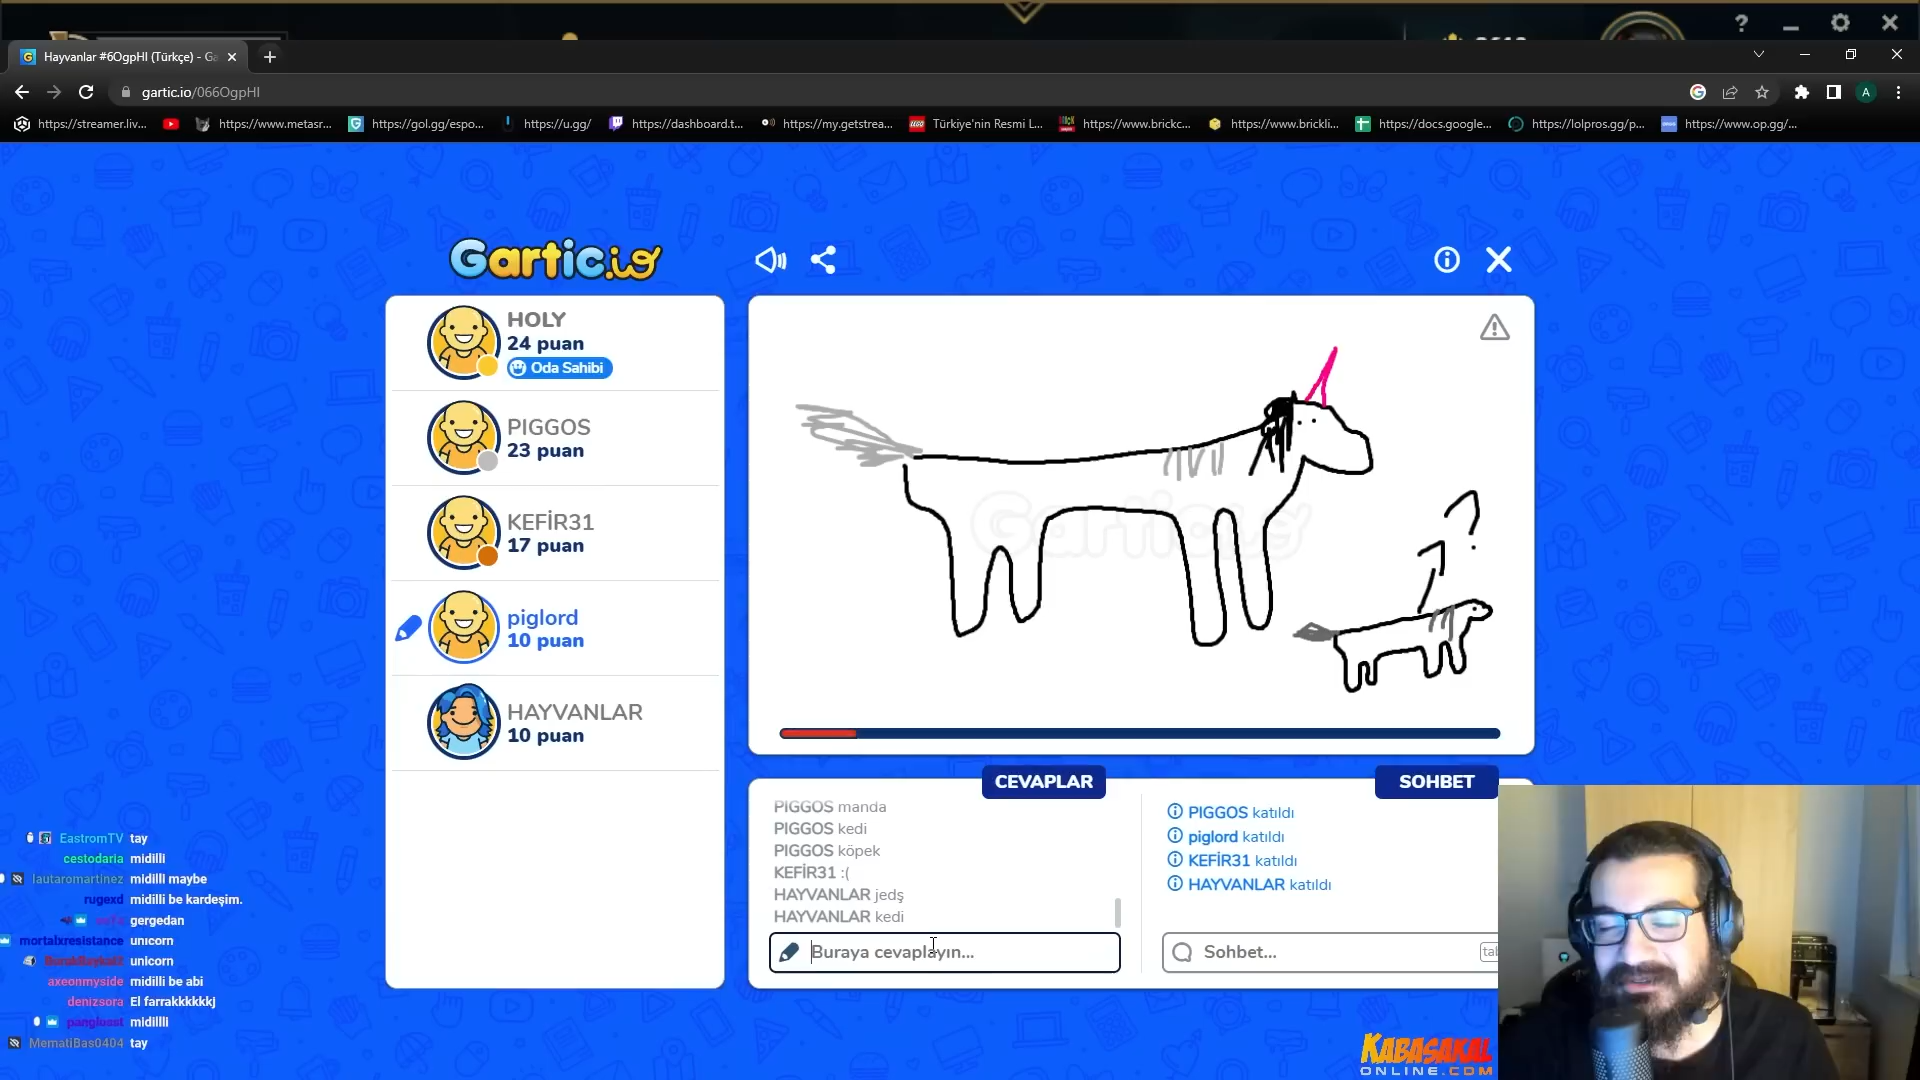 Hayvanlar #6OgpHI (Türkçe) - Ga
gartic.io/066OgpHI
https://streamer.liv...
https://www.metasr...
https://gol.gg/espo...
https://u.gg/
https://dashboard.t...
https://my.getstrea...
Türkiye'nin Resmi L...
https://www.brickc...
https://www.brickli...
https://docs.google...
https://lolpros.gg/p...
https://www.op.gg/...
Gartic.io
HOLY
24 puan
Oda Sahibi
PIGGOS
23 puan
KEFİR31
17 puan
piglord
10 puan
HAYVANLAR
10 puan
Gartic.io
CEVAPLAR
SOHBET
PIGGOS manda
PIGGOS kedi
PIGGOS köpek
KEFİR31 :(
HAYVANLAR jedş
HAYVANLAR kedi
Buraya cevaplayın...
PIGGOS katıldı
piglord katıldı
KEFİR31 katıldı
HAYVANLAR katıldı
Sohbet...
EastromTV tay
cestodaria midilli
lautaromartinez midilli maybe
rugexd midilli be kardeşim.
gergedan
mortalxresistance unıcorn
unicorn
axeonmyside midilli be abi
denizsora El farrakkkkkj
panglusst midillll
MematiBas0404 tay
KABASAKAL
ONLINE.COM